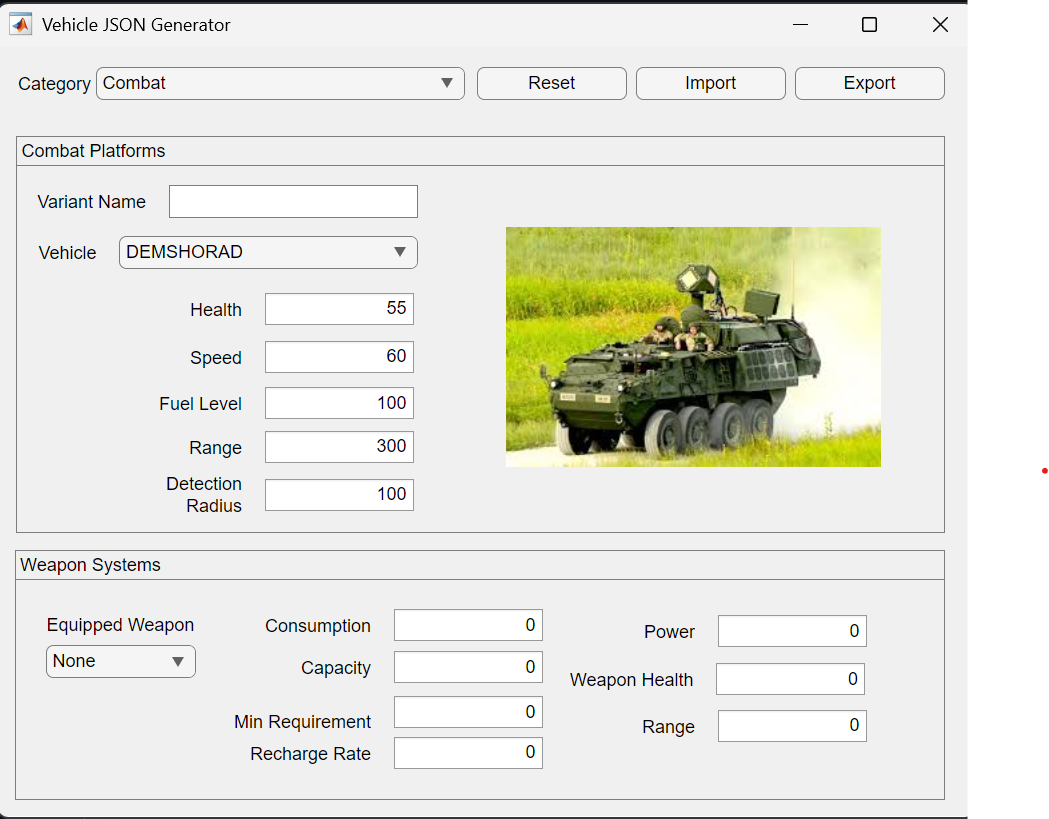 Vehicle JSON Generator
Category Combat Reset Import Export
Combat Platforms
Variant Name
Vehicle DEMSHORAD
Health 55
Speed 60
Fuel Level 100
Range 300
Detection
Radius 100
Weapon Systems
Equipped Weapon
None
Consumption 0
Capacity 0
Min Requirement 0
Recharge Rate 0
Power 0
Weapon Health 0
Range 0